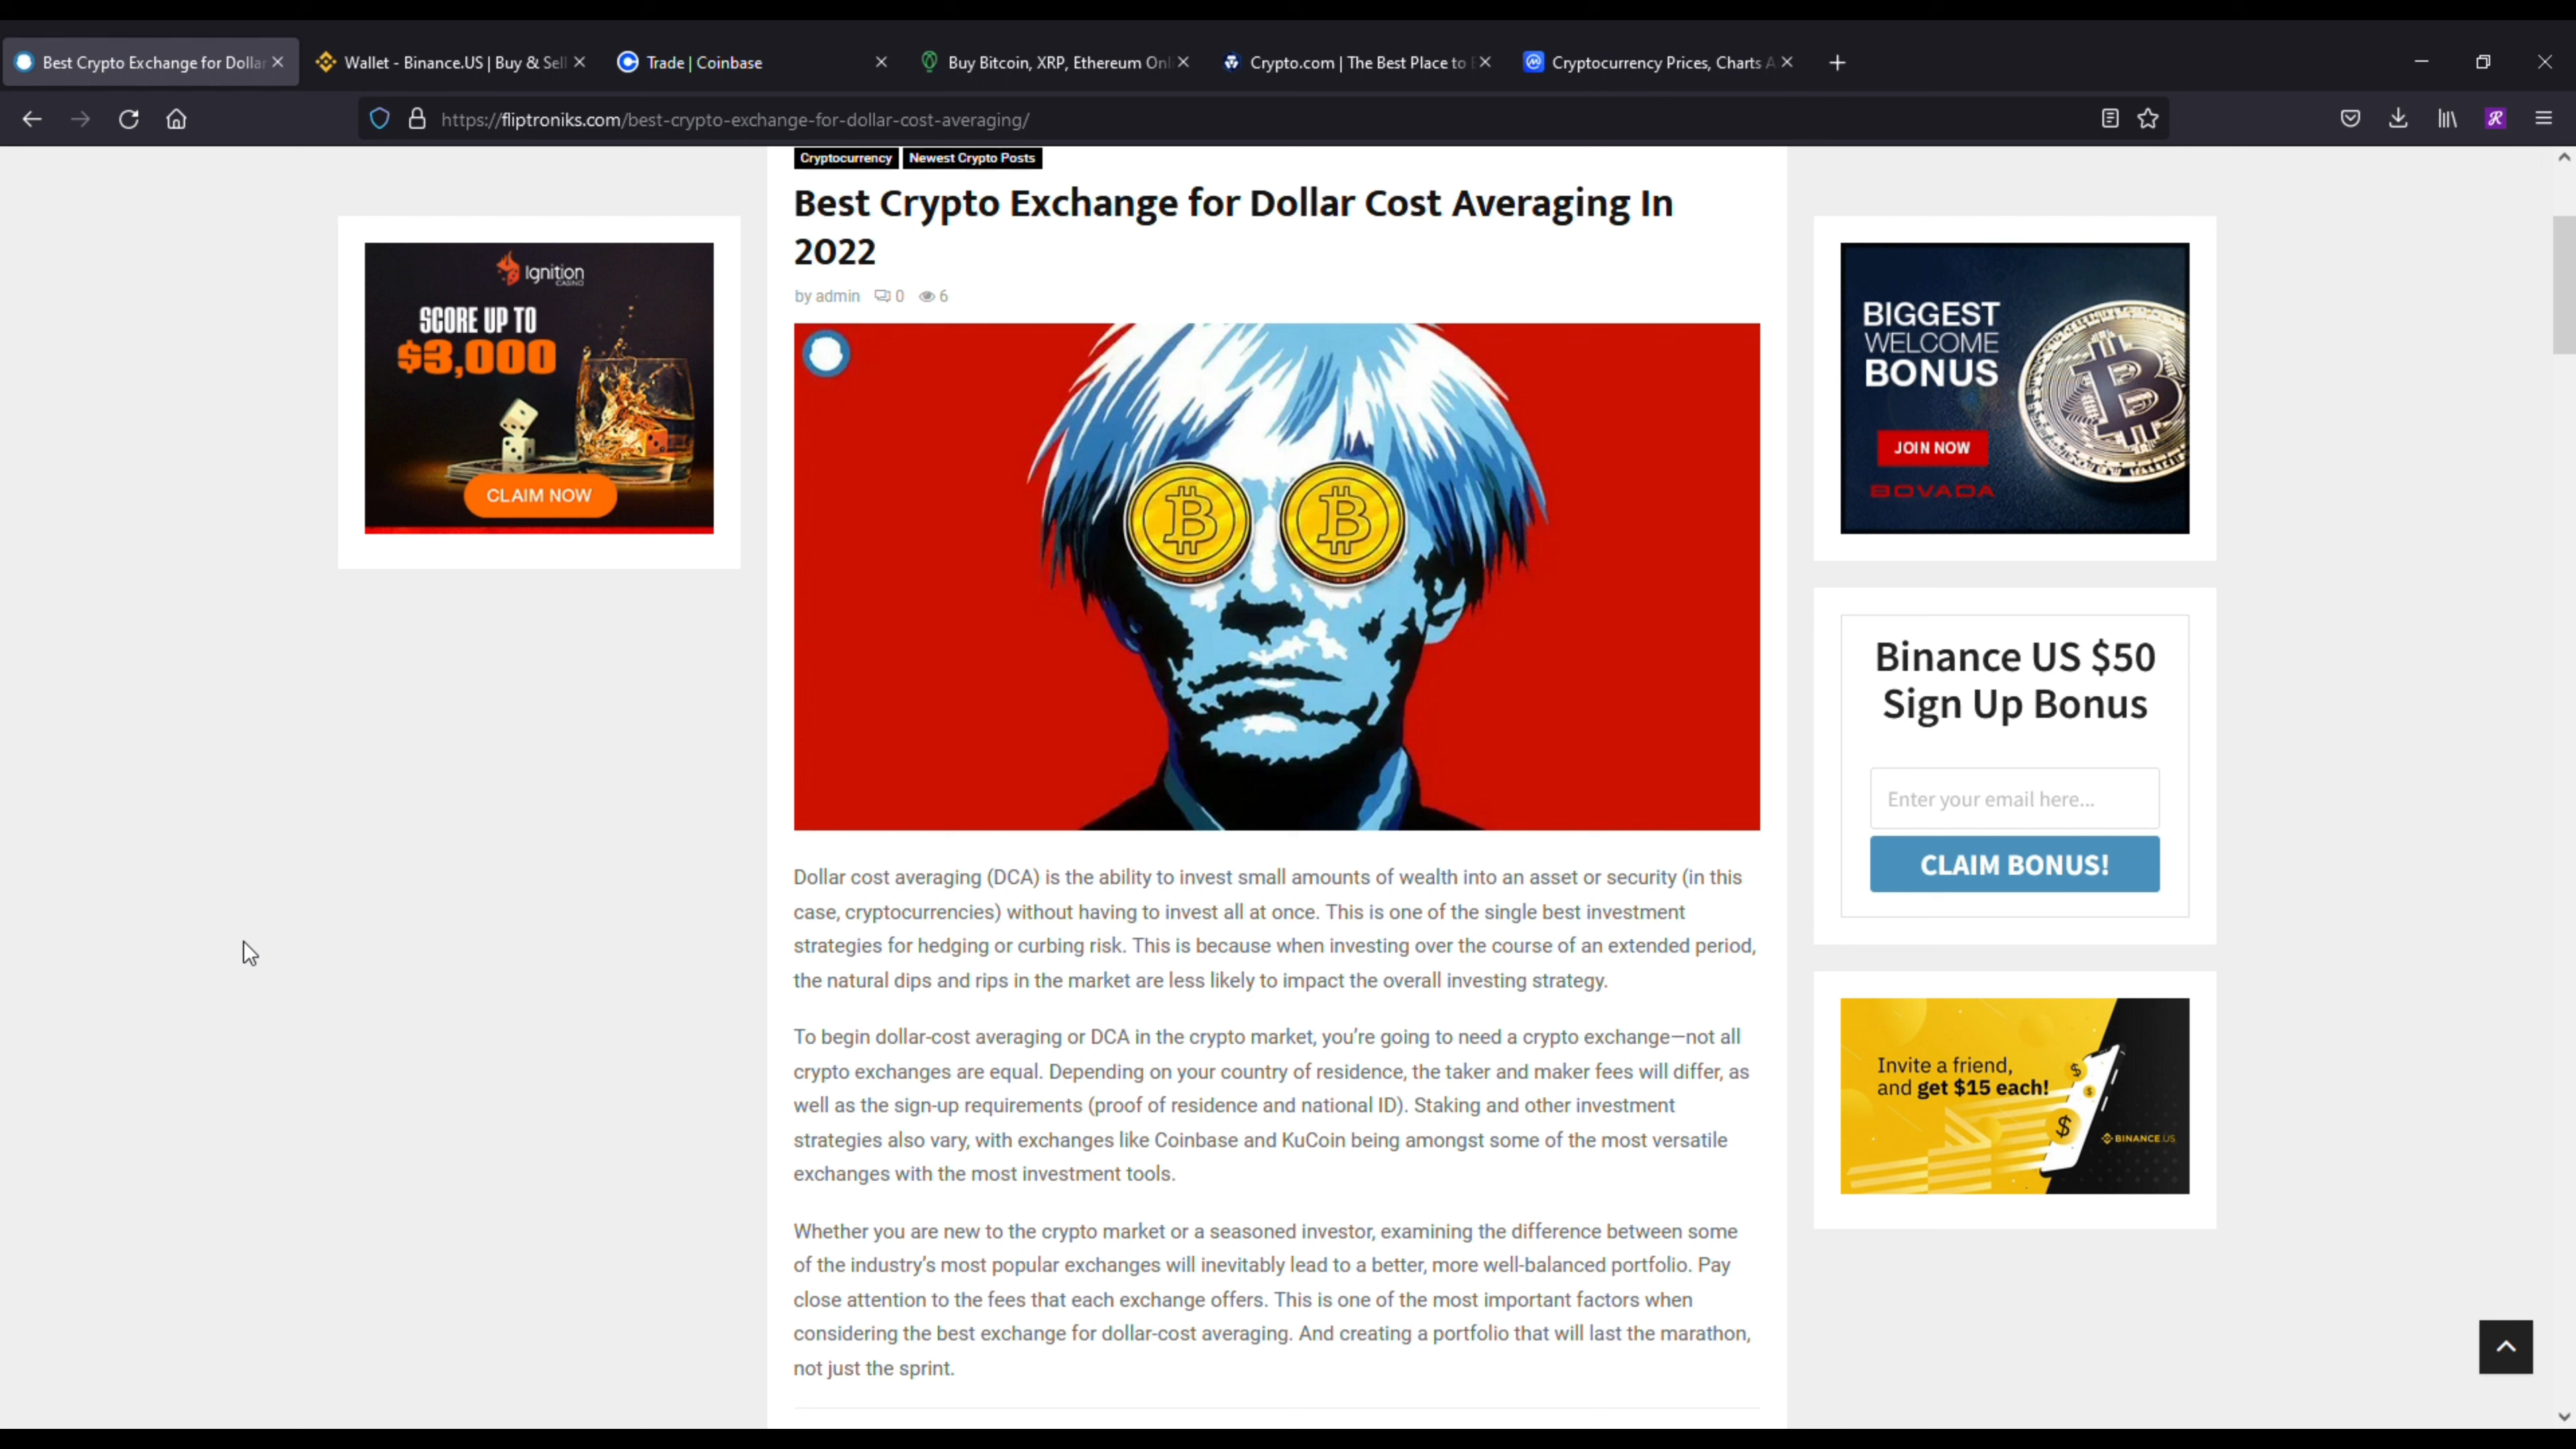 Best Crypto Exchange for Dollar
Wallet - Binance.US | Buy & Sell
Trade | Coinbase
Buy Bitcoin, XRP, Ethereum Onl
Crypto.com | The Best Place to
Cryptocurrency Prices, Charts A
https://fliptroniks.com/best-crypto-exchange-for-dollar-cost-averaging/
Cryptocurrency
Newest Crypto Posts
Best Crypto Exchange for Dollar Cost Averaging In
2022
by admin 0 6
Ignition
CASINO
SCORE UP TO
$3,000
CLAIM NOW
Dollar cost averaging (DCA) is the ability to invest small amounts of wealth into an asset or security (in this
case, cryptocurrencies) without having to invest all at once. This is one of the single best investment
strategies for hedging or curbing risk. This is because when investing over the course of an extended period,
the natural dips and rips in the market are less likely to impact the overall investing strategy.
To begin dollar-cost averaging or DCA in the crypto market, you're going to need a crypto exchange—not all
crypto exchanges are equal. Depending on your country of residence, the taker and maker fees will differ, as
well as the sign-up requirements (proof of residence and national ID). Staking and other investment
strategies also vary, with exchanges like Coinbase and KuCoin being amongst some of the most versatile
exchanges with the most investment tools.
Whether you are new to the crypto market or a seasoned investor, examining the difference between some
of the industry's most popular exchanges will inevitably lead to a better, more well-balanced portfolio. Pay
close attention to the fees that each exchange offers. This is one of the most important factors when
considering the best exchange for dollar-cost averaging. And creating a portfolio that will last the marathon,
not just the sprint.
BIGGEST
WELCOME
BONUS
JOIN NOW
BOVADA
Binance US $50
Sign Up Bonus
Enter your email here...
CLAIM BONUS!
Invite a friend,
and get $15 each!
BINANCE.US